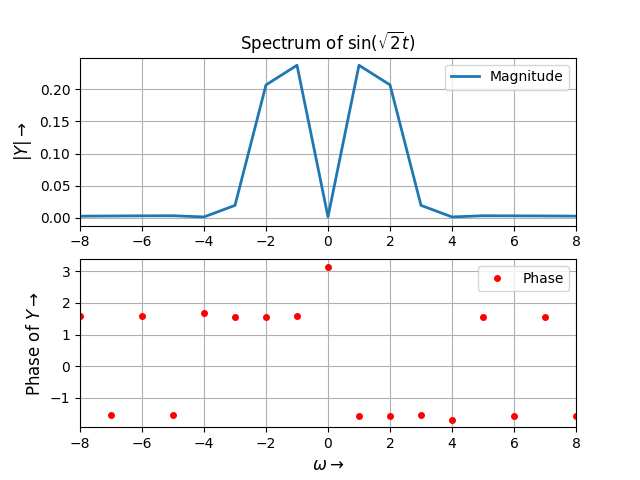 Spectrum of sin(√2t)
|Y| →
0.20
0.15
0.10
0.05
0.00
Magnitude
−8 −6 −4 −2 0 2 4 6 8
Phase of Y →
3
2
1
0
−1
Phase
−8 −6 −4 −2 0 2 4 6 8
ω →